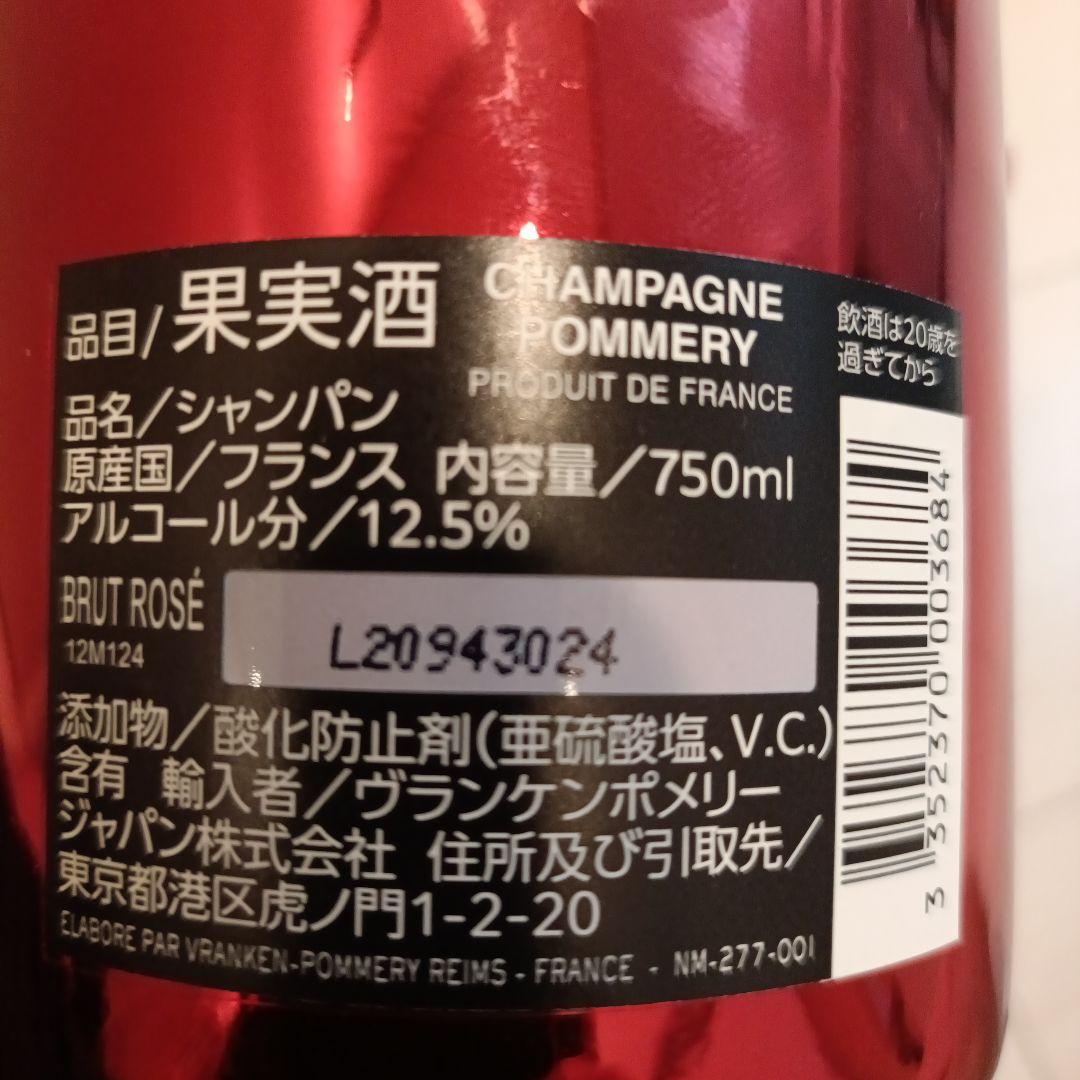 品目/果実酒
CHAMPAGNE
POMMERY
PRODUIT DE FRANCE
飲酒は20歳を
過ぎてから
品名/シャンパン
原産国/フランス 内容量/750ml
アルコール分/12.5%
BRUT ROSÉ
12M124
L20943024
添加物/酸化防止剤(亜硫酸塩、V.C.)
含有 輸入者/ヴランケンポメリー
ジャパン株式会社 住所及び引取先/
東京都港区虎ノ門1-2-20
ELABORE PAR VRANKEN-POMMERY REIMS - FRANCE - NM-277-001
3 352370 003684